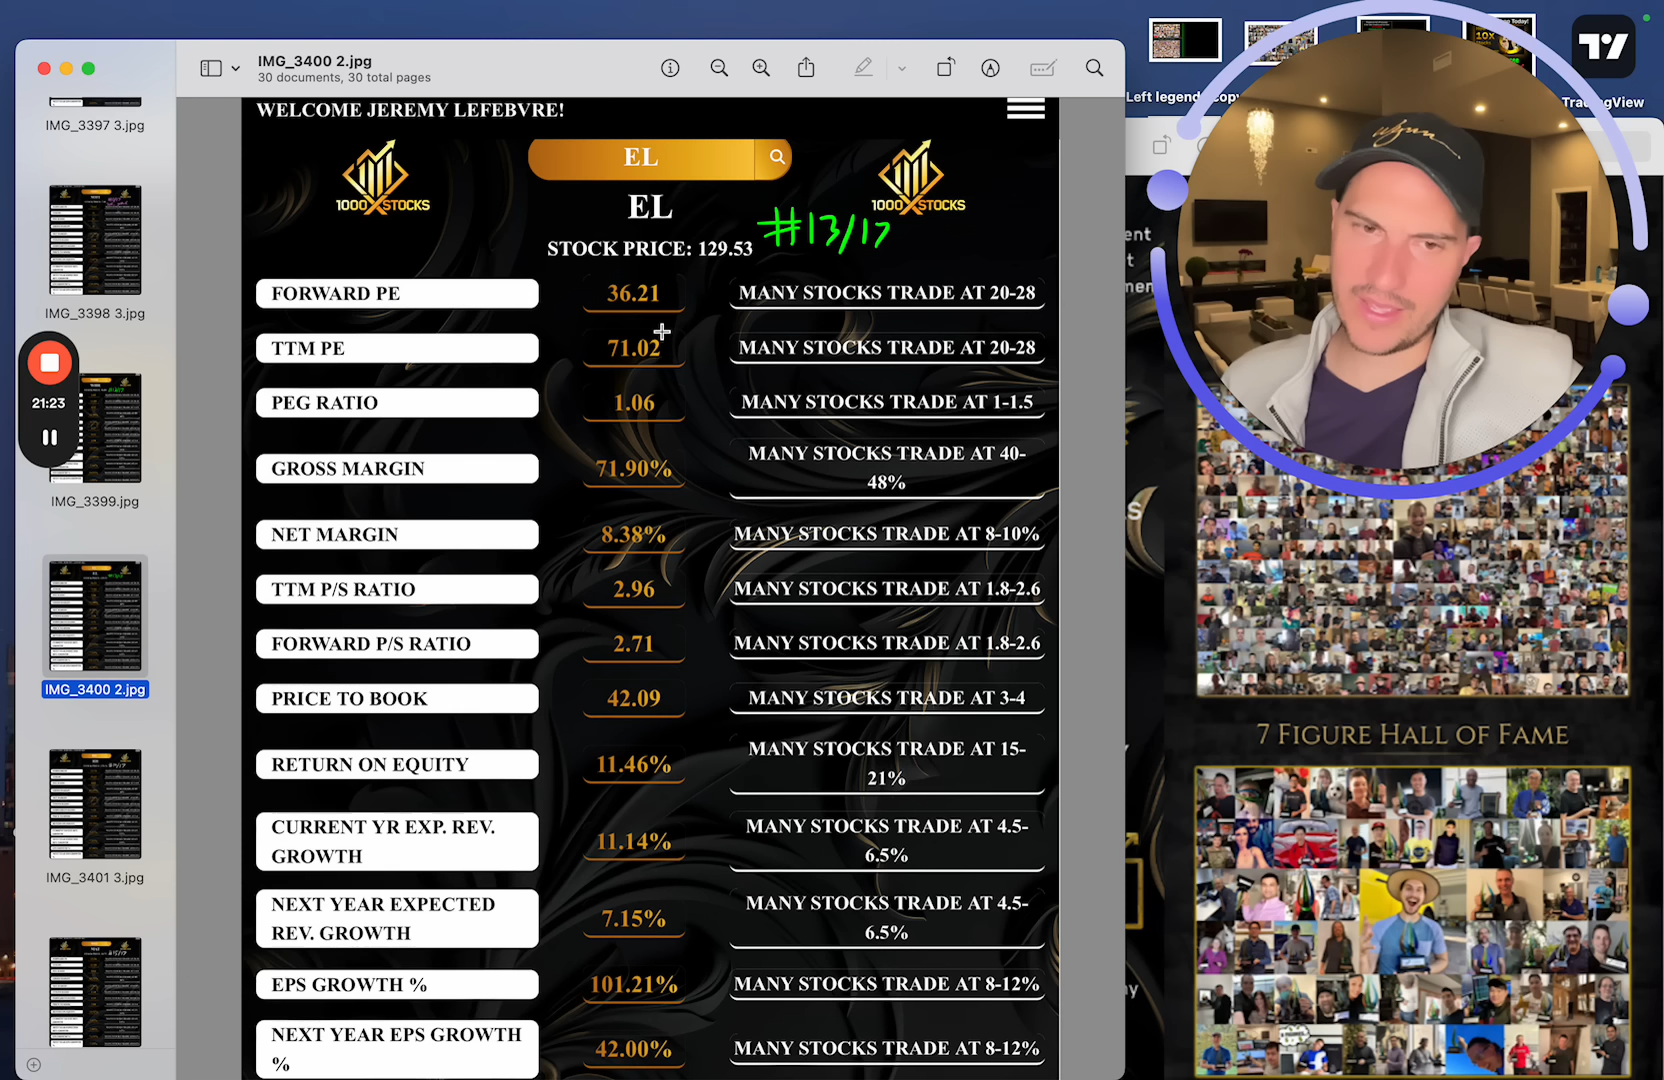 IMG_3400 2.jpg
30 documents, 30 total pages
IMG_3397 3.jpg
IMG_3398 3.jpg
21:23
IMG_3399.jpg
IMG_3400 2.jpg
IMG_3401 3.jpg
WELCOME JEREMY LEFEBVRE!
EL
1000XSTOCKS
1000XSTOCKS
EL
#13/17
STOCK PRICE: 129.53
FORWARD PE 36.21 MANY STOCKS TRADE AT 20-28
TTM PE 71.02 MANY STOCKS TRADE AT 20-28
PEG RATIO 1.06 MANY STOCKS TRADE AT 1-1.5
GROSS MARGIN 71.90% MANY STOCKS TRADE AT 40-
48%
NET MARGIN 8.38% MANY STOCKS TRADE AT 8-10%
TTM P/S RATIO 2.96 MANY STOCKS TRADE AT 1.8-2.6
FORWARD P/S RATIO 2.71 MANY STOCKS TRADE AT 1.8-2.6
PRICE TO BOOK 42.09 MANY STOCKS TRADE AT 3-4
RETURN ON EQUITY 11.46% MANY STOCKS TRADE AT 15-
21%
CURRENT YR EXP. REV.
GROWTH 11.14% MANY STOCKS TRADE AT 4.5-
6.5%
NEXT YEAR EXPECTED
REV. GROWTH 7.15% MANY STOCKS TRADE AT 4.5-
6.5%
EPS GROWTH % 101.21% MANY STOCKS TRADE AT 8-12%
NEXT YEAR EPS GROWTH
% 42.00% MANY STOCKS TRADE AT 8-12%
Left legend
TradingView
wynn
7 FIGURE HALL OF FAME